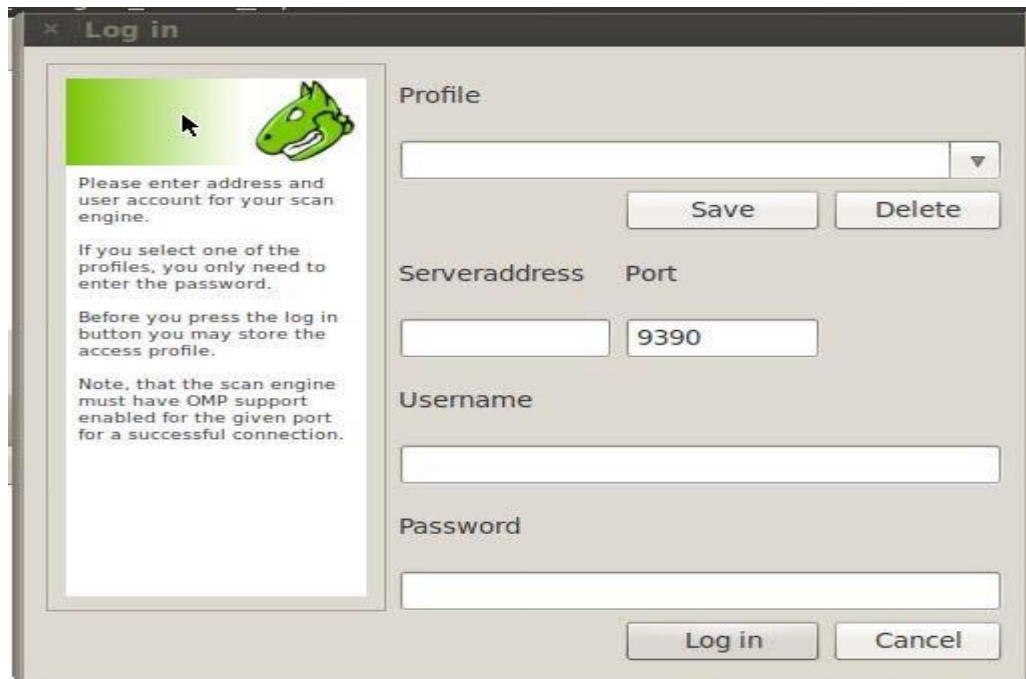 Log in
Profile
Save
Delete
Please enter address and
user account for your scan
engine.
If you select one of the
profiles, you only need to
enter the password.
Before you press the log in
button you may store the
access profile.
Note, that the scan engine
must have OMP support
enabled for the given port
for a successful connection.
Serveraddress
Port
9390
Username
Password
Log in
Cancel